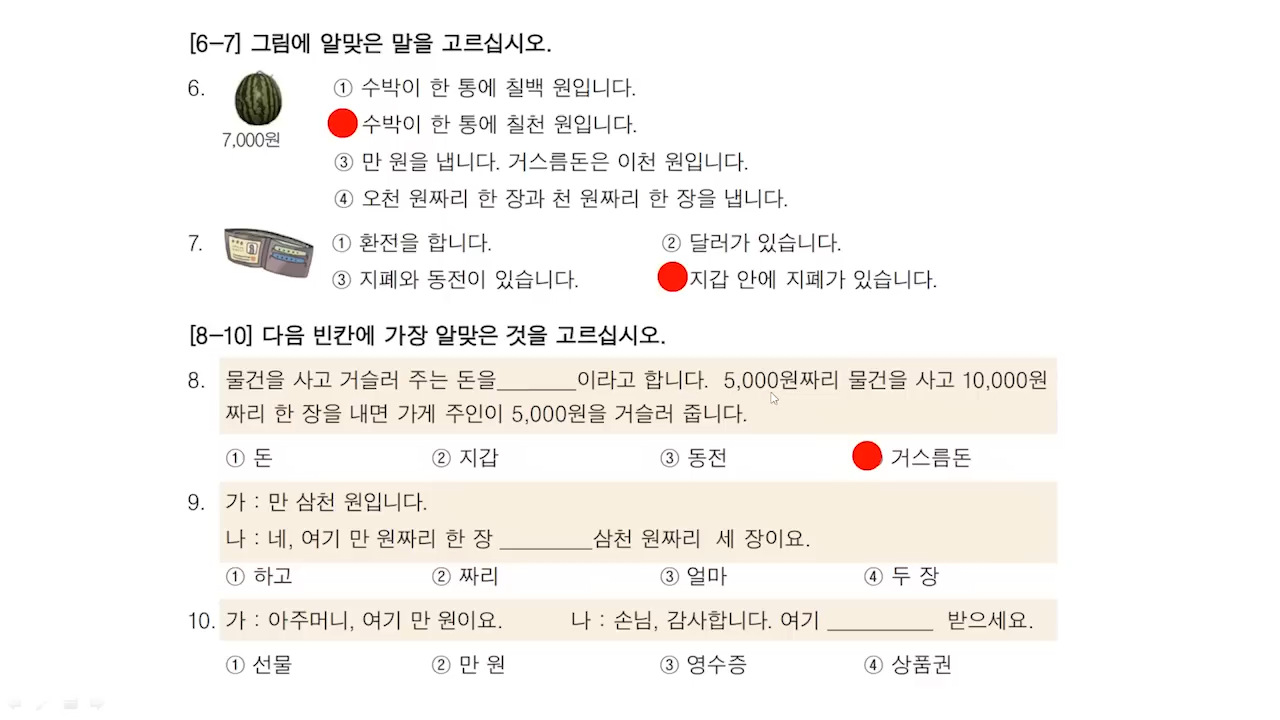 [6-7] 그림에 알맞은 말을 고르십시오.
6. ① 수박이 한 통에 칠백 원입니다.
수박이 한 통에 칠천 원입니다.
7,000원
③ 만 원을 냅니다. 거스름돈은 이천 원입니다.
④ 오천 원짜리 한 장과 천 원짜리 한 장을 냅니다.
7. ① 환전을 합니다. ② 달러가 있습니다.
③ 지폐와 동전이 있습니다. 지갑 안에 지폐가 있습니다.
[8-10] 다음 빈칸에 가장 알맞은 것을 고르십시오.
8. 물건을 사고 거슬러 주는 돈을_______이라고 합니다. 5,000원짜리 물건을 사고 10,000원
짜리 한 장을 내면 가게 주인이 5,000원을 거슬러 줍니다.
① 돈 ② 지갑 ③ 동전 거스름돈
9. 가 : 만 삼천 원입니다.
나 : 네, 여기 만 원짜리 한 장 ________삼천 원짜리 세 장이요.
① 하고 ② 짜리 ③ 얼마 ④ 두 장
10. 가 : 아주머니, 여기 만 원이요. 나 : 손님, 감사합니다. 여기 _________ 받으세요.
① 선물 ② 만 원 ③ 영수증 ④ 상품권